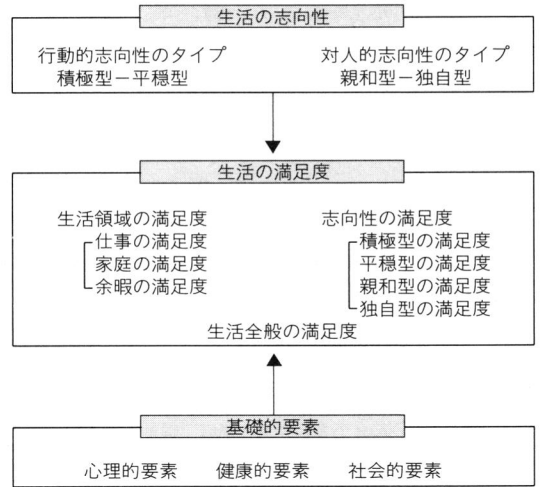 生活の志向性
行動的志向性のタイプ
積極型－平穏型
対人的志向性のタイプ
親和型－独自型
生活の満足度
生活領域の満足度
仕事の満足度
家庭の満足度
余暇の満足度
志向性の満足度
積極型の満足度
平穏型の満足度
親和型の満足度
独自型の満足度
生活全般の満足度
基礎的要素
心理的要素 健康的要素 社会的要素